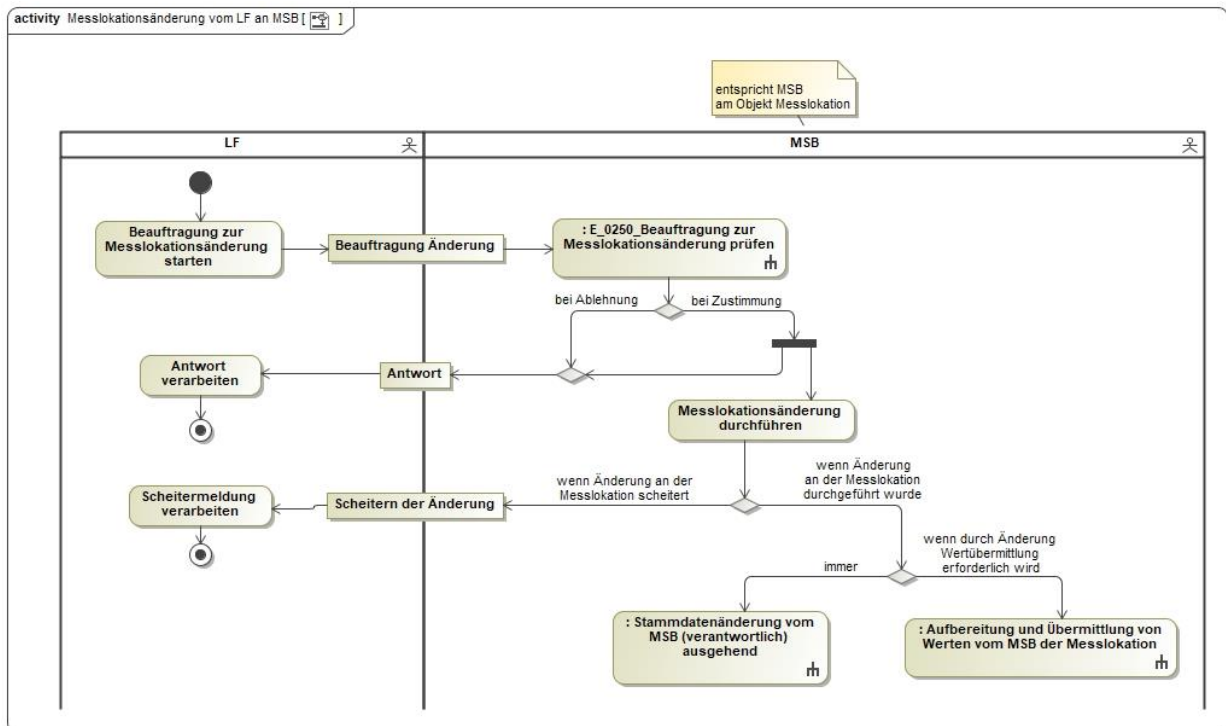 activity Messlokationsänderung vom LF an MSB [ ]
entspricht MSB
am Objekt Messlokation
LF
MSB
Beauftragung zur
Messlokationsänderung
starten
Beauftragung Änderung
: E_0250_Beauftragung zur
Messlokationsänderung prüfen
bei Ablehnung
bei Zustimmung
Antwort
verarbeiten
Antwort
Messlokationsänderung
durchführen
wenn Änderung an der
Messlokation scheitert
wenn Änderung
an der Messlokation
durchgeführt wurde
Scheitermeldung
verarbeiten
Scheitern der Änderung
immer
wenn durch Änderung
Wertübermittlung
erforderlich wird
: Stammdatenänderung vom
MSB (verantwortlich)
ausgehend
: Aufbereitung und Übermittlung von
Werten vom MSB der Messlokation